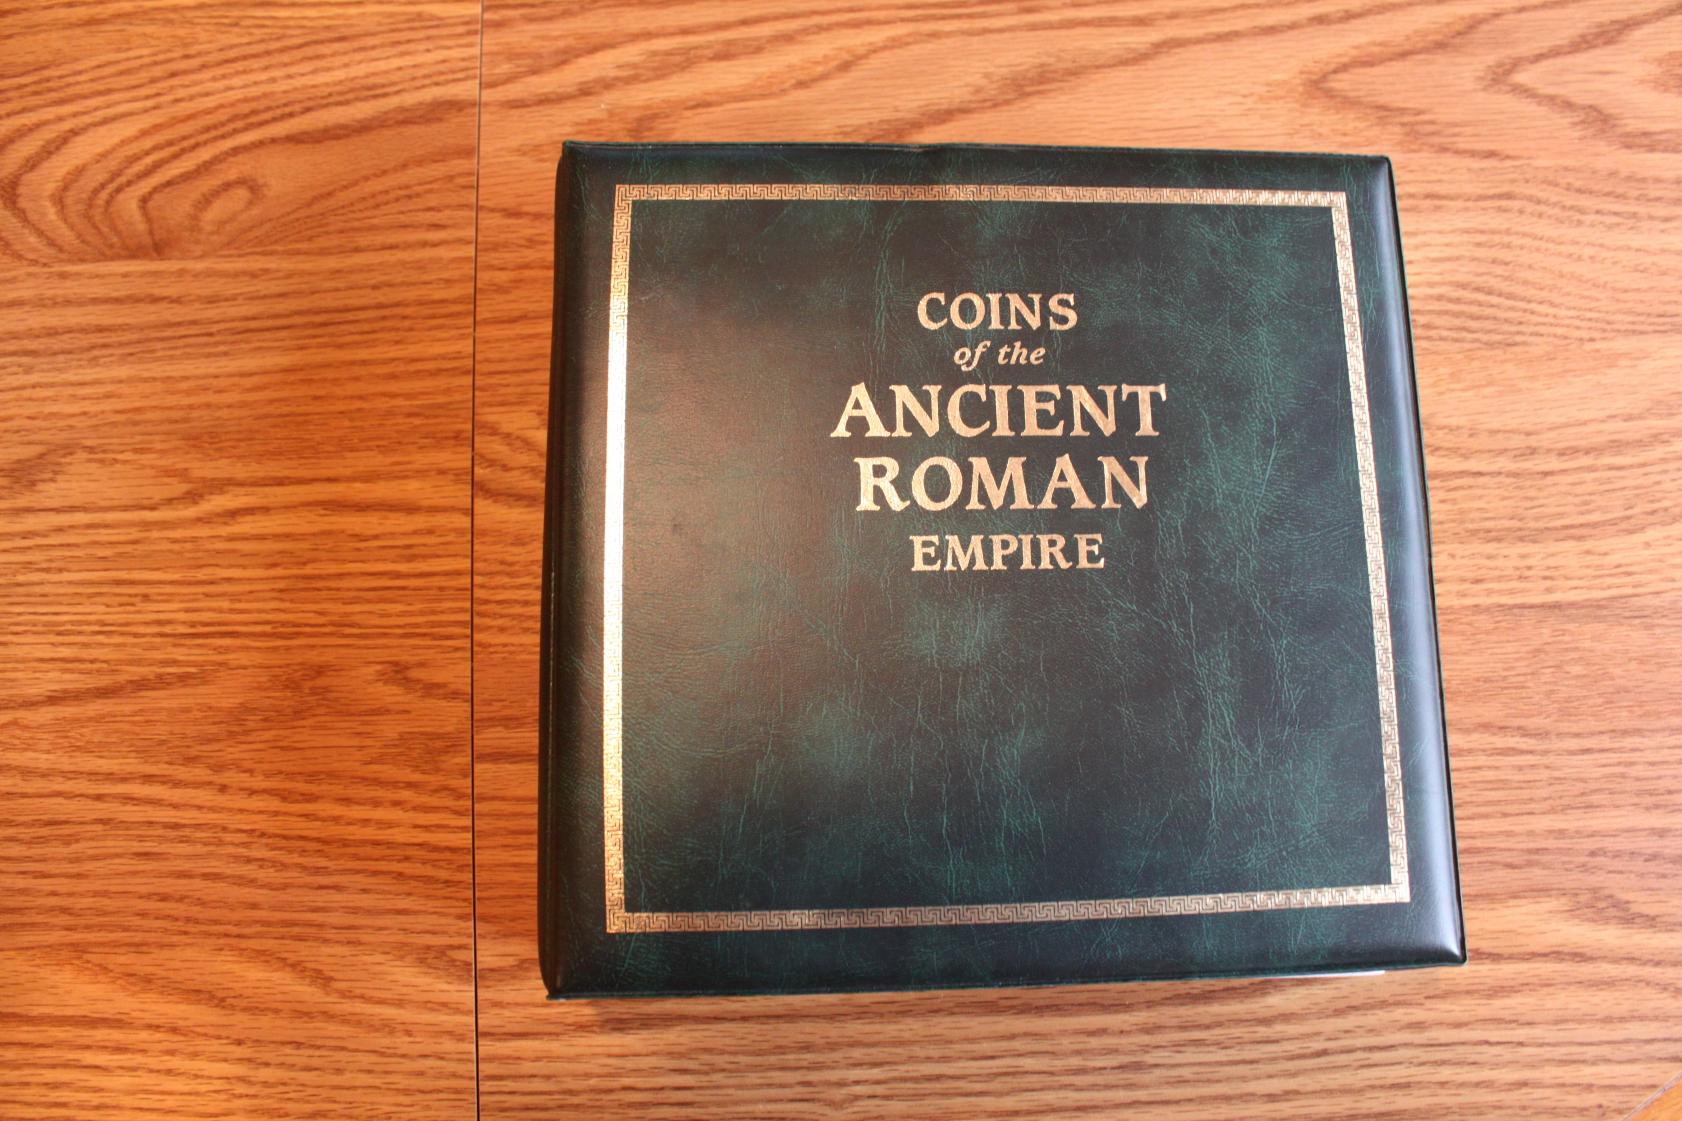 COINS
of the
ANCIENT
ROMAN
EMPIRE